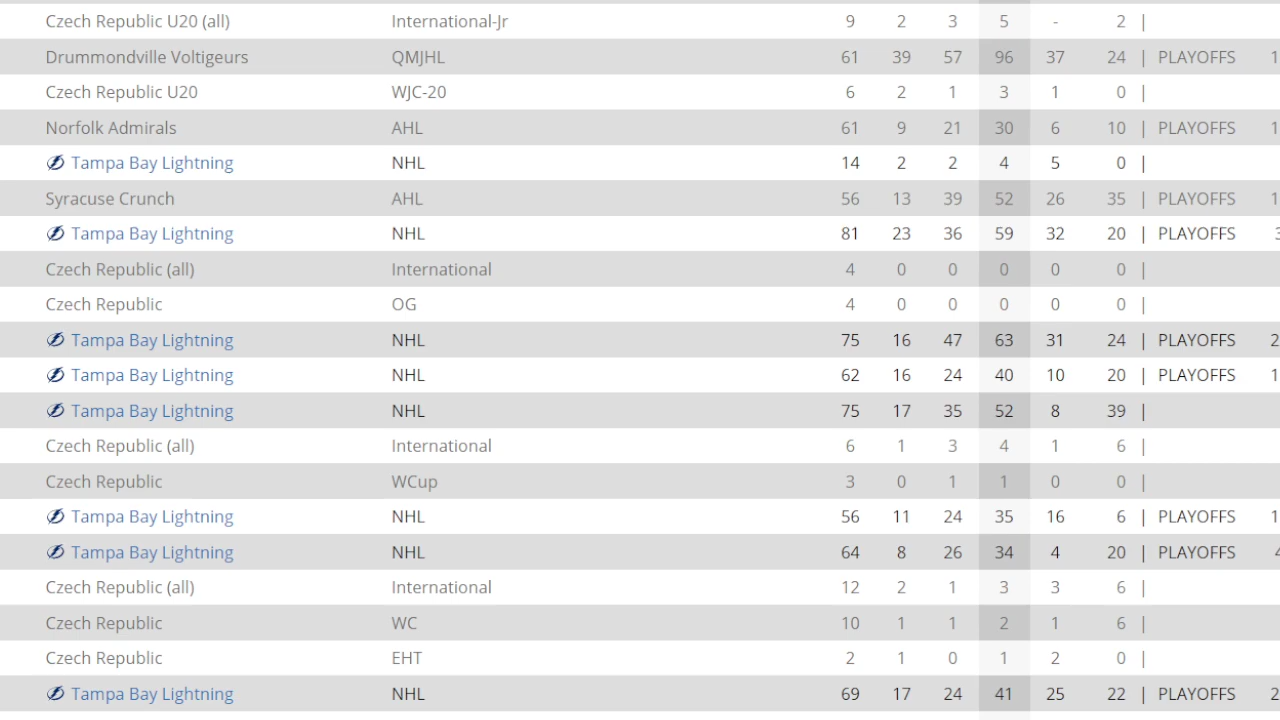 Czech Republic U20 (all) International-Jr 9 2 3 5 - 2 |
Drummondville Voltigeurs QMJHL 61 39 57 96 37 24 | PLAYOFFS 1
Czech Republic U20 WJC-20 6 2 1 3 1 0 |
Norfolk Admirals AHL 61 9 21 30 6 10 | PLAYOFFS 1
Tampa Bay Lightning NHL 14 2 2 4 5 0 |
Syracuse Crunch AHL 56 13 39 52 26 35 | PLAYOFFS 1
Tampa Bay Lightning NHL 81 23 36 59 32 20 | PLAYOFFS 3
Czech Republic (all) International 4 0 0 0 0 0 |
Czech Republic OG 4 0 0 0 0 0 |
Tampa Bay Lightning NHL 75 16 47 63 31 24 | PLAYOFFS 2
Tampa Bay Lightning NHL 62 16 24 40 10 20 | PLAYOFFS 1
Tampa Bay Lightning NHL 75 17 35 52 8 39 |
Czech Republic (all) International 6 1 3 4 1 6 |
Czech Republic WCup 3 0 1 1 0 0 |
Tampa Bay Lightning NHL 56 11 24 35 16 6 | PLAYOFFS 1
Tampa Bay Lightning NHL 64 8 26 34 4 20 | PLAYOFFS 4
Czech Republic (all) International 12 2 1 3 3 6 |
Czech Republic WC 10 1 1 2 1 6 |
Czech Republic EHT 2 1 0 1 2 0 |
Tampa Bay Lightning NHL 69 17 24 41 25 22 | PLAYOFFS 2